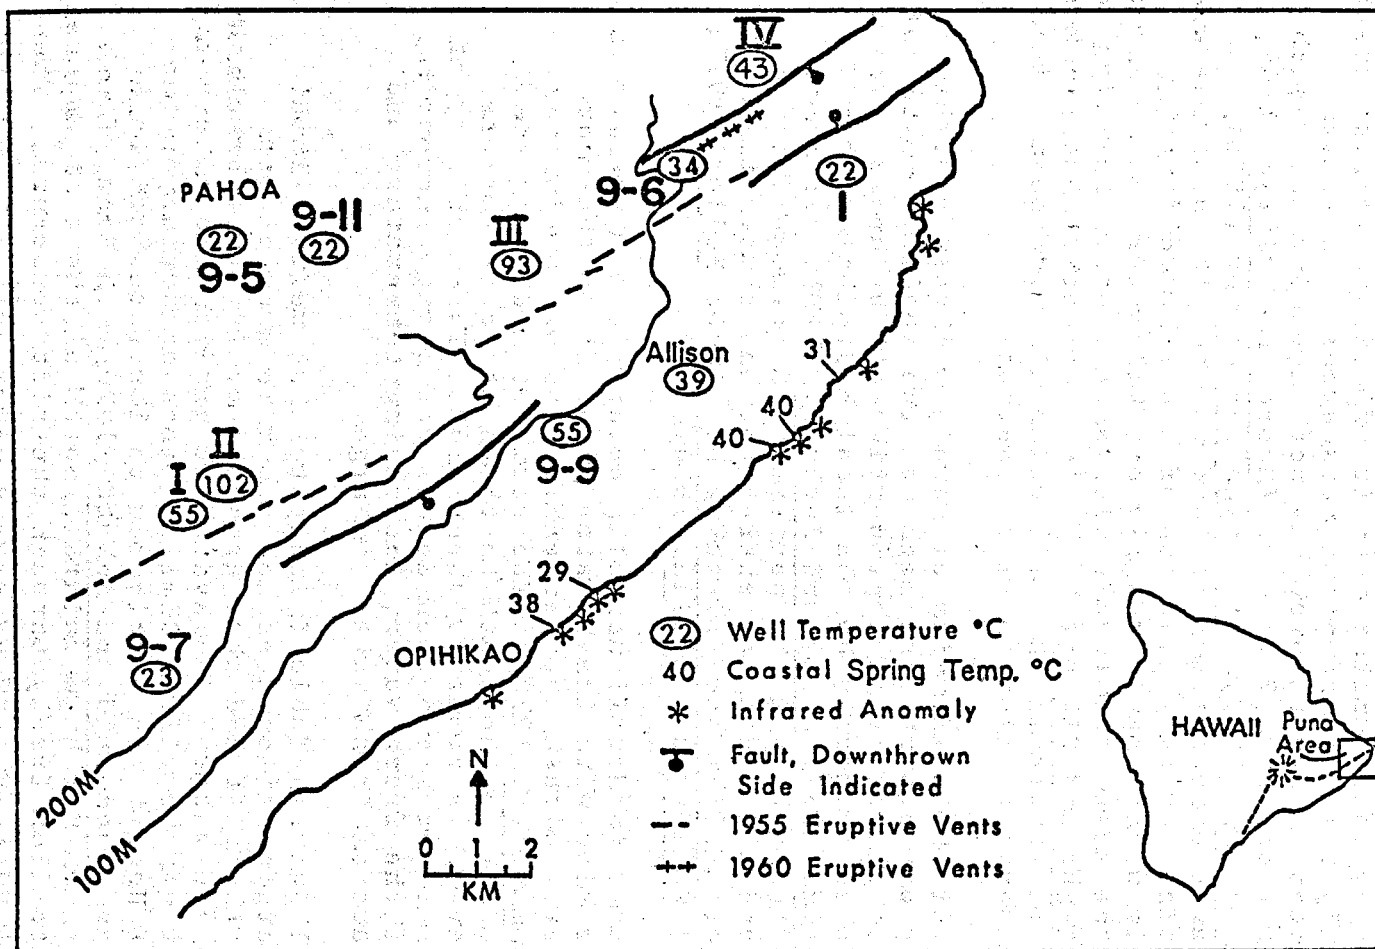 IV
43
34
9-6
22
I
PAHOA
9-11
22
22
9-5
III
93
Allison
39
31
40
40
55
9-9
II
I
102
55
29
38
9-7
23
OPIHIKAO
200M
100M
N
0 1 2
KM
22 Well Temperature °C
40 Coastal Spring Temp. °C
Infrared Anomaly
Fault, Downthrown
Side Indicated
1955 Eruptive Vents
1960 Eruptive Vents
HAWAII
Puna
Area